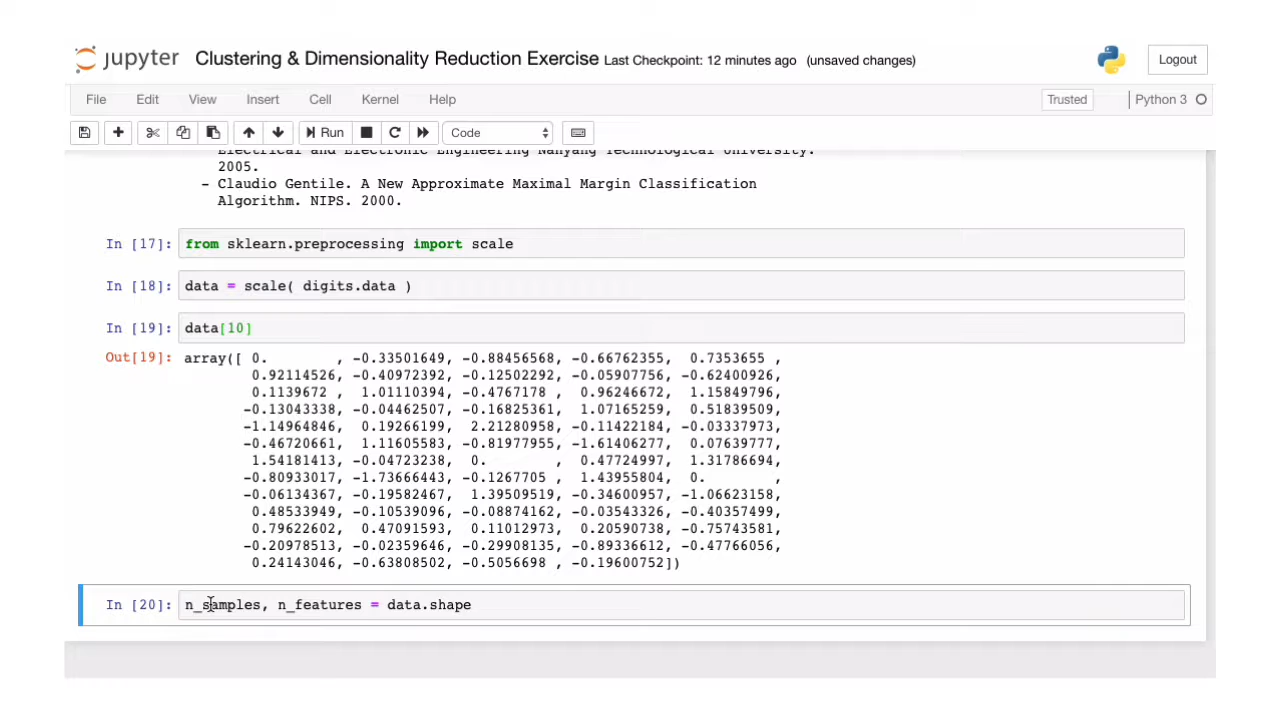 jupyter Clustering & Dimensionality Reduction Exercise Last Checkpoint: 12 minutes ago (unsaved changes) Logout
File Edit View Insert Cell Kernel Help Trusted Python 3
Run Code
Electrical and Electronic Engineering Nanyang Technological University.
2005.
- Claudio Gentile. A New Approximate Maximal Margin Classification
Algorithm. NIPS. 2000.
In [17]: from sklearn.preprocessing import scale
In [18]: data = scale( digits.data )
In [19]: data[10]
Out[19]: array([ 0. , -0.33501649, -0.88456568, -0.66762355, 0.7353655 ,
0.92114526, -0.40972392, -0.12502292, -0.05907756, -0.62400926,
0.1139672 , 1.01110394, -0.4767178 , 0.96246672, 1.15849796,
-0.13043338, -0.04462507, -0.16825361, 1.07165259, 0.51839509,
-1.14964846, 0.19266199, 2.21280958, -0.11422184, -0.03337973,
-0.46720661, 1.11605583, -0.81977955, -1.61406277, 0.07639777,
1.54181413, -0.04723238, 0. , 0.47724997, 1.31786694,
-0.80933017, -1.73666443, -0.1267705 , 1.43955804, 0. ,
-0.06134367, -0.19582467, 1.39509519, -0.34600957, -1.06623158,
0.48533949, -0.10539096, -0.08874162, -0.03543326, -0.40357499,
0.79622602, 0.47091593, 0.11012973, 0.20590738, -0.75743581,
-0.20978513, -0.02359646, -0.29908135, -0.89336612, -0.47766056,
0.24143046, -0.63808502, -0.5056698 , -0.19600752])
In [20]: n_samples, n_features = data.shape